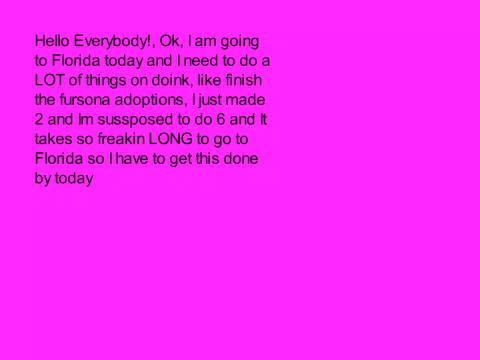 Hello Everybody!, Ok, I am going
to Florida today and I need to do a
LOT of things on doink, like finish
the fursona adoptions, I just made
2 and Im sussposed to do 6 and It
takes so freakin LONG to go to
Florida so I have to get this done
by today